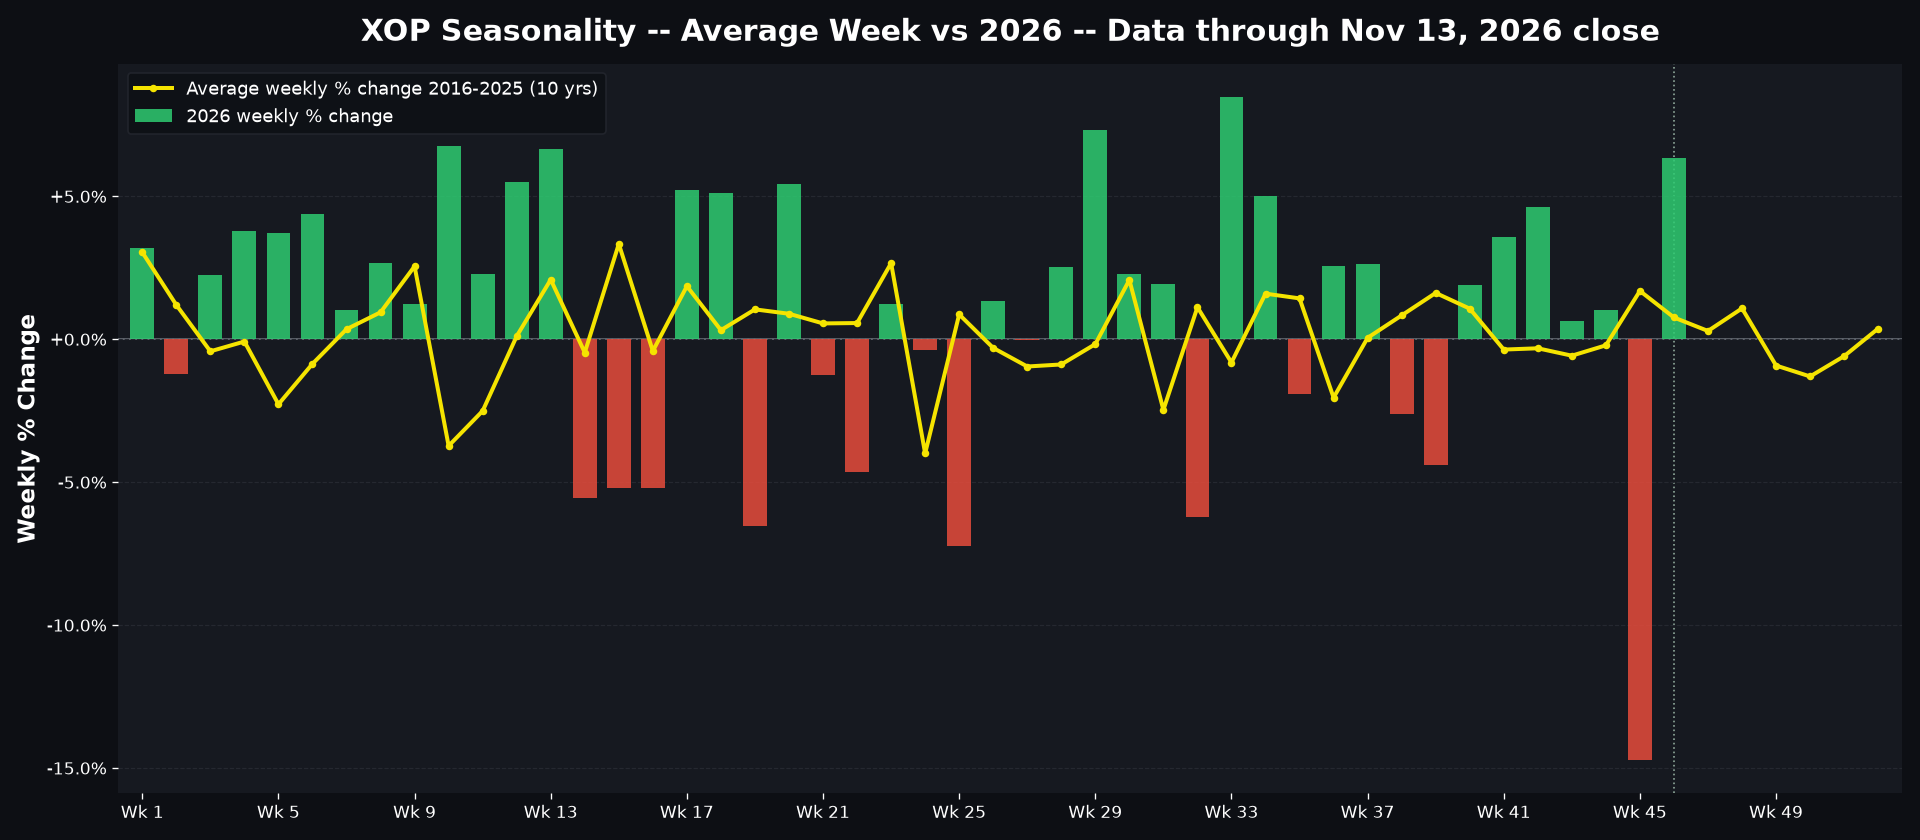 XOP Seasonality -- Average Week vs 2026 -- Data through Nov 13, 2026 close
Average weekly % change 2016-2025 (10 yrs)
2026 weekly % change
Weekly % Change
+5.0%
+0.0%
-5.0%
-10.0%
-15.0%
Wk 1 Wk 5 Wk 9 Wk 13 Wk 17 Wk 21 Wk 25 Wk 29 Wk 33 Wk 37 Wk 41 Wk 45 Wk 49